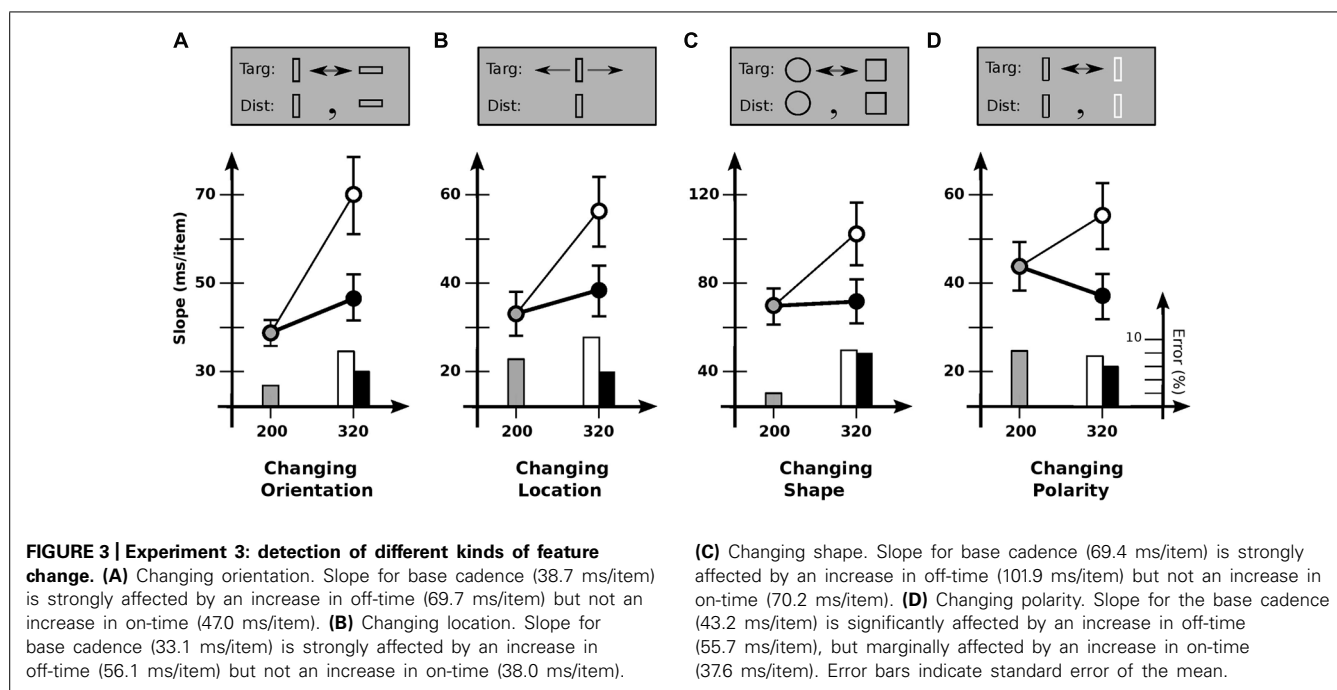 A
Targ:
Dist: ,
B
Targ:
Dist:
C
Targ:
Dist: ,
D
Targ:
Dist: ,
Slope (ms/item)
70
50
30
200 320
Changing
Orientation
60
40
20
200 320
Changing
Location
120
80
40
200 320
Changing
Shape
60
40
20
200 320
Changing
Polarity
10
Error (%)
FIGURE 3 | Experiment 3: detection of different kinds of feature
change. (A) Changing orientation. Slope for base cadence (38.7 ms/item)
is strongly affected by an increase in off-time (69.7 ms/item) but not an
increase in on-time (47.0 ms/item). (B) Changing location. Slope for
base cadence (33.1 ms/item) is strongly affected by an increase in
off-time (56.1 ms/item) but not an increase in on-time (38.0 ms/item).
(C) Changing shape. Slope for base cadence (69.4 ms/item) is strongly
affected by an increase in off-time (101.9 ms/item) but not an increase in
on-time (70.2 ms/item). (D) Changing polarity. Slope for the base cadence
(43.2 ms/item) is significantly affected by an increase in off-time
(55.7 ms/item), but marginally affected by an increase in on-time
(37.6 ms/item). Error bars indicate standard error of the mean.